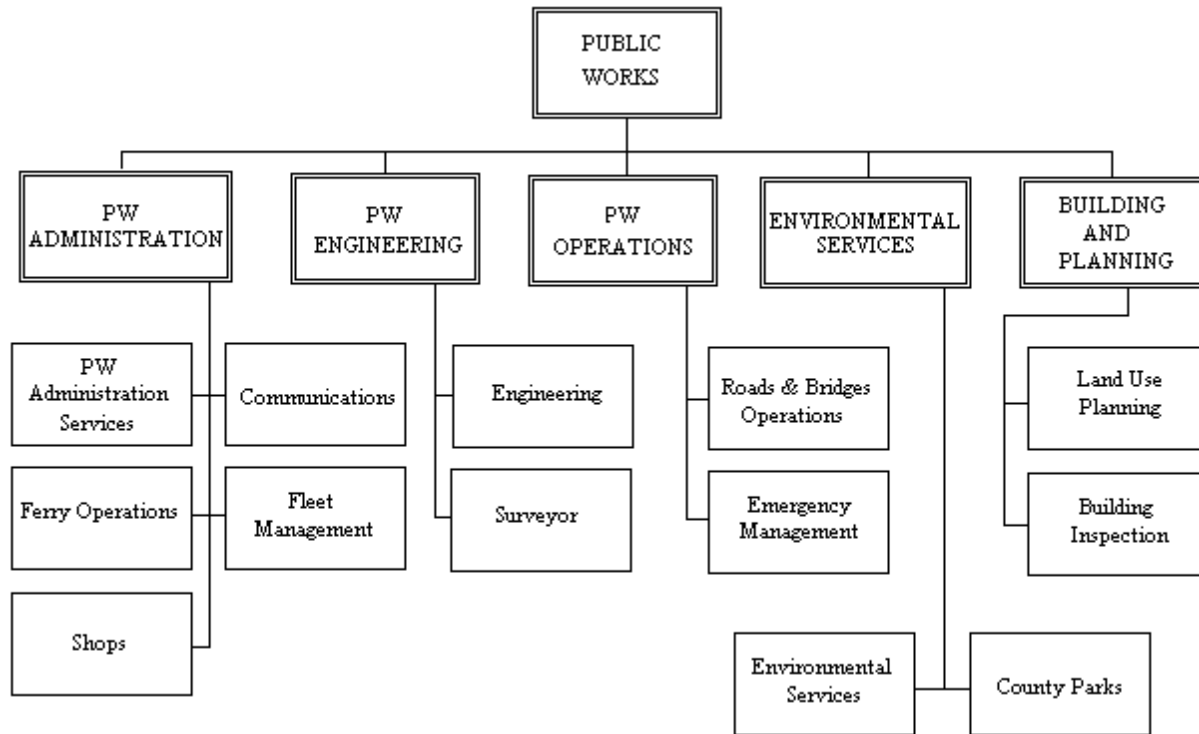 PUBLIC
WORKS
PW
ADMINISTRATION
PW
ENGINEERING
PW
OPERATIONS
ENVIRONMENTAL
SERVICES
BUILDING
AND
PLANNING
PW
Administration
Services
Communications
Engineering
Roads & Bridges
Operations
Land Use
Planning
Ferry Operations
Fleet
Management
Surveyor
Emergency
Management
Building
Inspection
Shops
Environmental
Services
County Parks